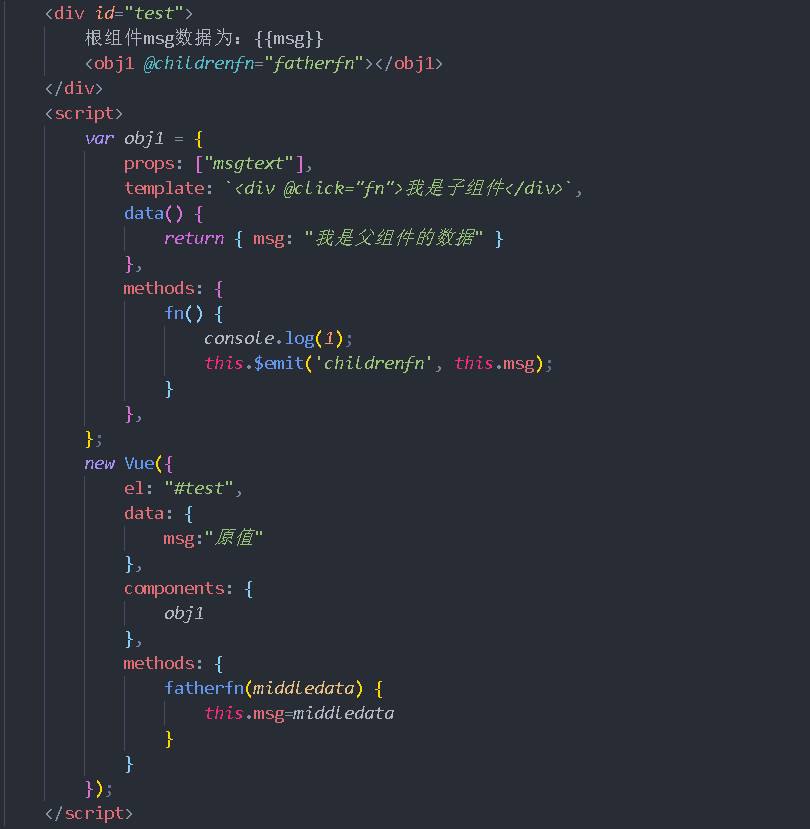 <div id="test">
根组件msg数据为: {{msg}}
<obj1 @childrenfn="fatherfn"></obj1>
</div>
<script>
var obj1 = {
props: ["msgtext"],
template: `<div @click="fn">我是子组件</div>`,
data() {
return { msg: "我是父组件的数据" }
},
methods: {
fn() {
console.log(1);
this.$emit('childrenfn', this.msg);
}
},
};
new Vue({
el: "#test",
data: {
msg:"原值"
},
components: {
obj1
},
methods: {
fatherfn(middledata) {
this.msg=middledata
}
}
});
</script>